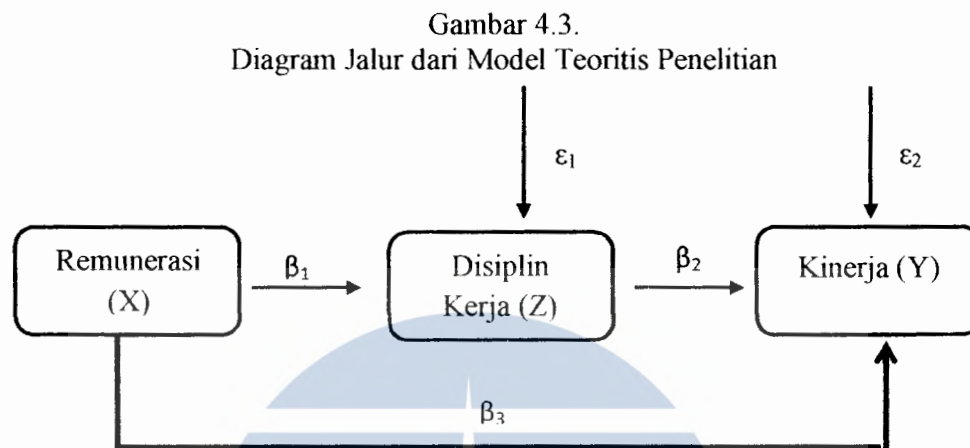 Gambar 4.3.
Diagram Jalur dari Model Teoritis Penelitian
ε1
ε2
Remunerasi
(X)
β1
Disiplin
Kerja (Z)
β2
Kinerja (Y)
β3